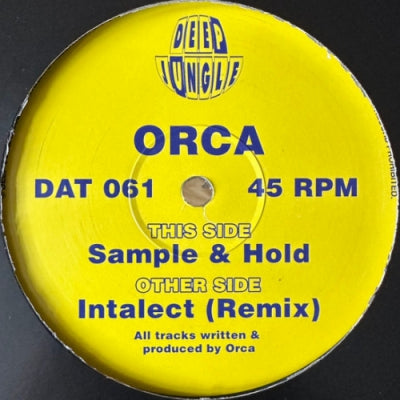 DEEP
JUNGLE
ORCA
DAT 061 45 RPM
THIS SIDE
Sample & Hold
OTHER SIDE
Intalect (Remix)
All tracks written &
produced by Orca
PROHIBITED.